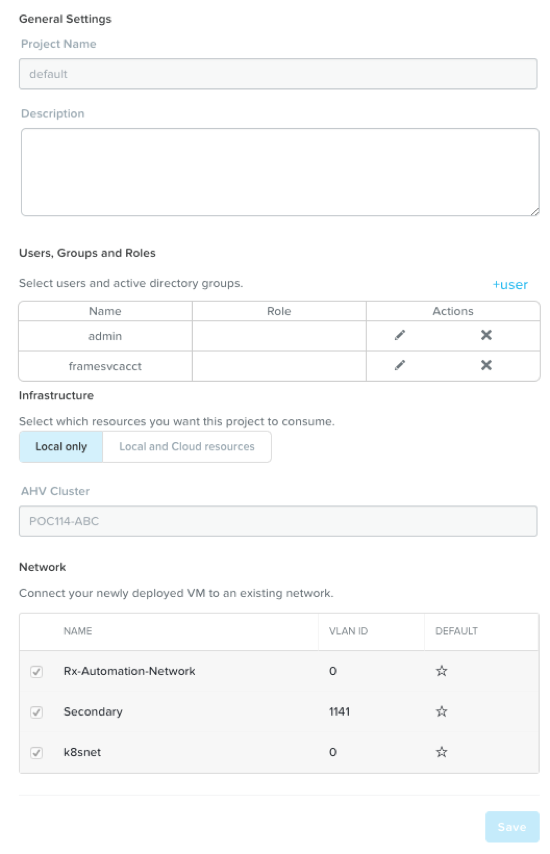 General Settings
Project Name
default
Description
Users, Groups and Roles
Select users and active directory groups.
+user
Name Role Actions
admin
framesvcacct
Infrastructure
Select which resources you want this project to consume.
Local only Local and Cloud resources
AHV Cluster
POC114-ABC
Network
Connect your newly deployed VM to an existing network.
NAME VLAN ID DEFAULT
Rx-Automation-Network 0
Secondary 1141
k8snet 0
Save